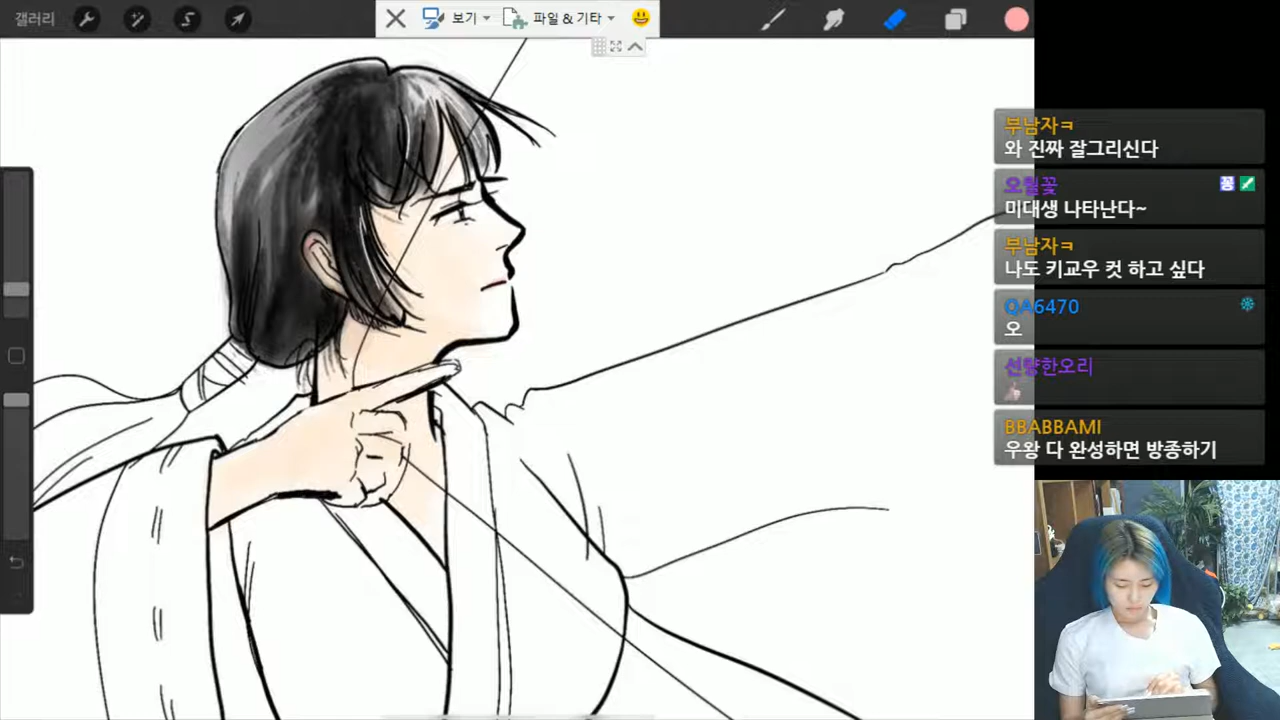 갤러리
보기
파일 & 기타
부남자ㅋ
와 진짜 잘그리신다
오월꽃
꽁
미대생 나타난다~
부남자ㅋ
나도 키교우 컷 하고 싶다
QA6470
오
선량한오리
BBABBAMI
우왕 다 완성하면 방종하기